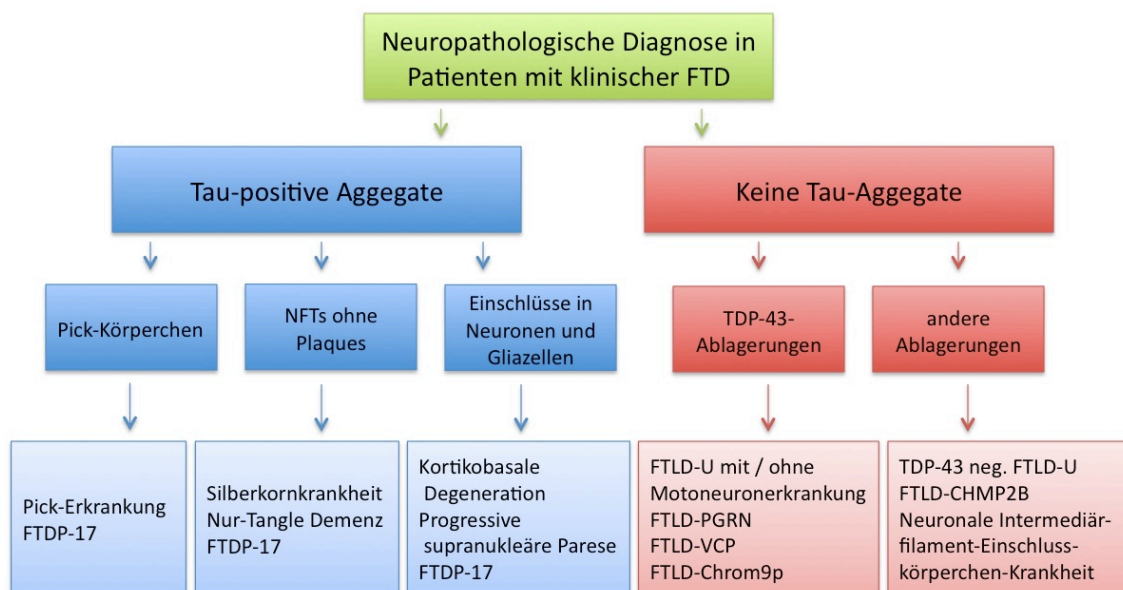 Neuropathologische Diagnose in
Patienten mit klinischer FTD
Tau-positive Aggegate
Keine Tau-Aggegate
Pick-Körperchen
NFTs ohne
Plaques
Einschlüsse in
Neuronen und
Gliazellen
TDP-43-
Ablagerungen
andere
Ablagerungen
Pick-Erkrankung
FTDP-17
Silberkornkrankheit
Nur-Tangle Demenz
FTDP-17
Kortikobasale
Degeneration
Progressive
supranukleäre Parese
FTDP-17
FTLD-U mit / ohne
Motoneuronerkrankung
FTLD-PGRN
FTLD-VCP
FTLD-Chrom9p
TDP-43 neg. FTLD-U
FTLD-CHMP2B
Neuronale Intermediär-
filament-Einschluss-
körperchen-Krankheit